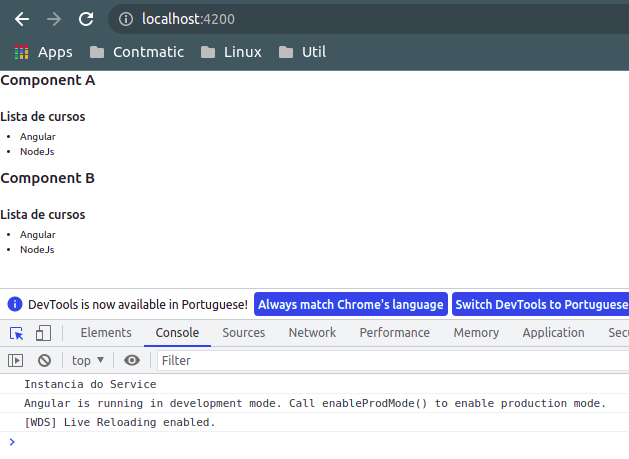 localhost:4200
Apps Contmatic Linux Util
Component A
Lista de cursos
Angular
NodeJs
Component B
Lista de cursos
Angular
NodeJs
DevTools is now available in Portuguese! Always match Chrome's language Switch DevTools to Portuguese
Elements Console Sources Network Performance Memory Application Secu
top Filter
Instancia do Service
Angular is running in development mode. Call enableProdMode() to enable production mode.
[WDS] Live Reloading enabled.